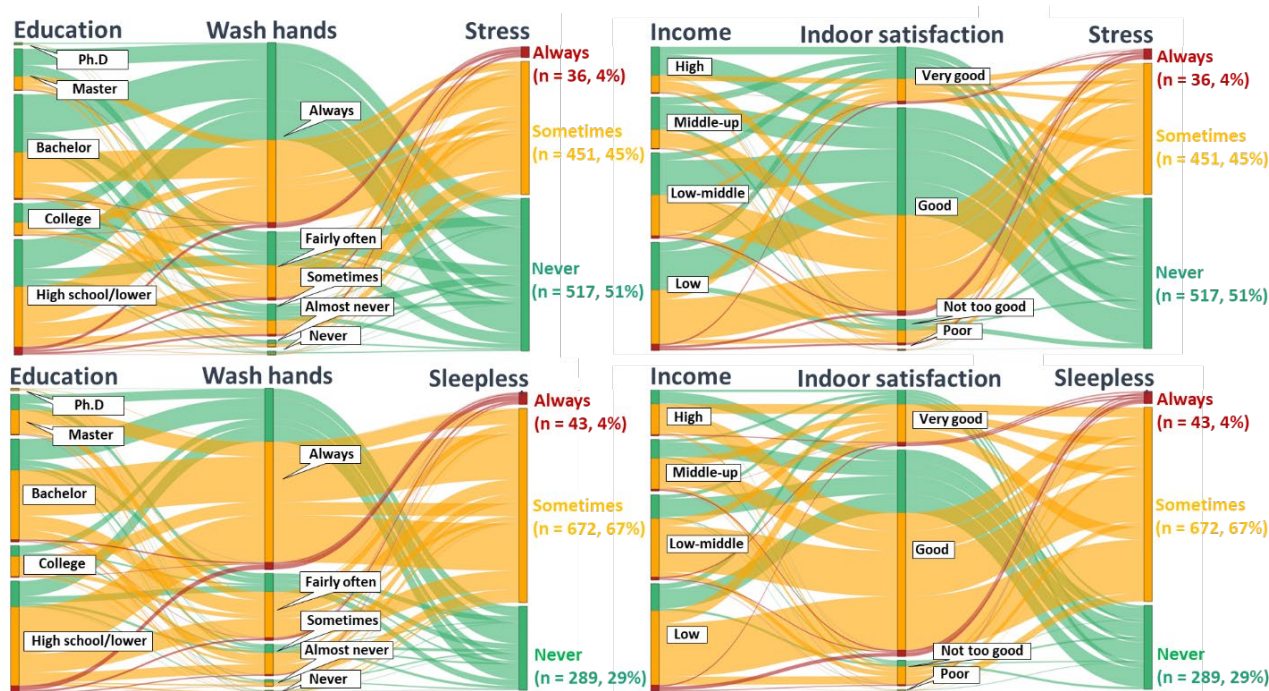 Education Wash hands Stress
Ph.D
Master
Bachelor
College
High school/lower
Always
Fairly often
Sometimes
Almost never
Never
Always
(n = 36, 4%)
Sometimes
(n = 451, 45%)
Never
(n = 517, 51%)
Income Indoor satisfaction Stress
High
Middle-up
Low-middle
Low
Very good
Good
Not too good
Poor
Always
(n = 36, 4%)
Sometimes
(n = 451, 45%)
Never
(n = 517, 51%)
Education Wash hands Sleepless
Ph.D
Master
Bachelor
College
High school/lower
Always
Fairly often
Sometimes
Almost never
Never
Always
(n = 43, 4%)
Sometimes
(n = 672, 67%)
Never
(n = 289, 29%)
Income Indoor satisfaction Sleepless
High
Middle-up
Low-middle
Low
Very good
Good
Not too good
Poor
Always
(n = 43, 4%)
Sometimes
(n = 672, 67%)
Never
(n = 289, 29%)